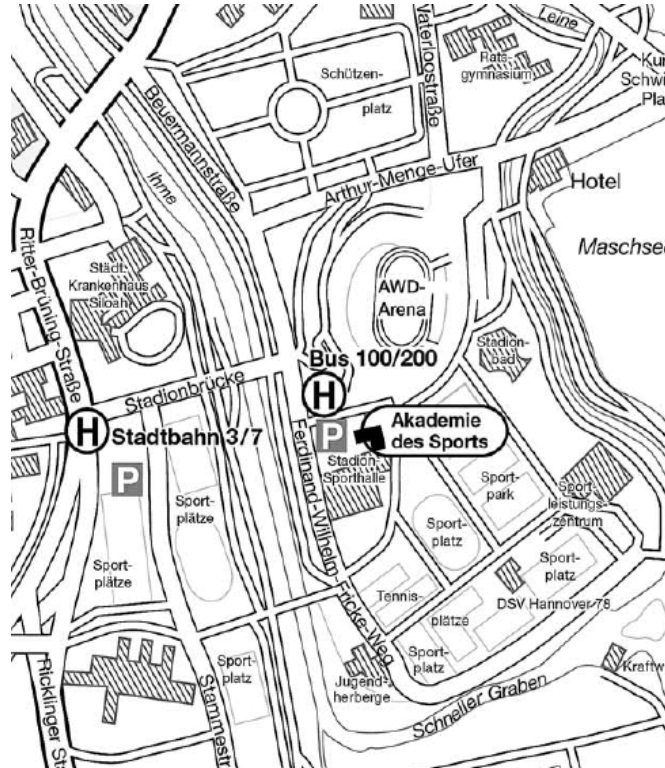 Leine
Waterloostraße
Rats-
gymnasium
Kur
Schwi
Pla
Schützen-
platz
Beuermannstraße
Ihme
Arthur-Menge-Ufer
Hotel
Maschsee
Ritter-Brüning-Straße
Städt.
Krankenhaus
Siloah
AWD-
Arena
Stadion-
bad
Bus 100/200
H
Stadionbrücke
H
Stadtbahn 3/7
P
Akademie
des Sports
P
Stadion-
Sporthalle
Ferdinand-Wilhelm
Fricke-Weg
Sport-
park
Sport-
leistungs-
zentrum
Sport-
plätze
Sport-
plätze
Sport-
platz
Sport-
platz
Tennis-
plätze
DSV Hannover 78
Sport-
platz
Sport-
platz
Jugend-
herberge
Kraftw
Schneller Graben
Ricklinger St
Stammestr